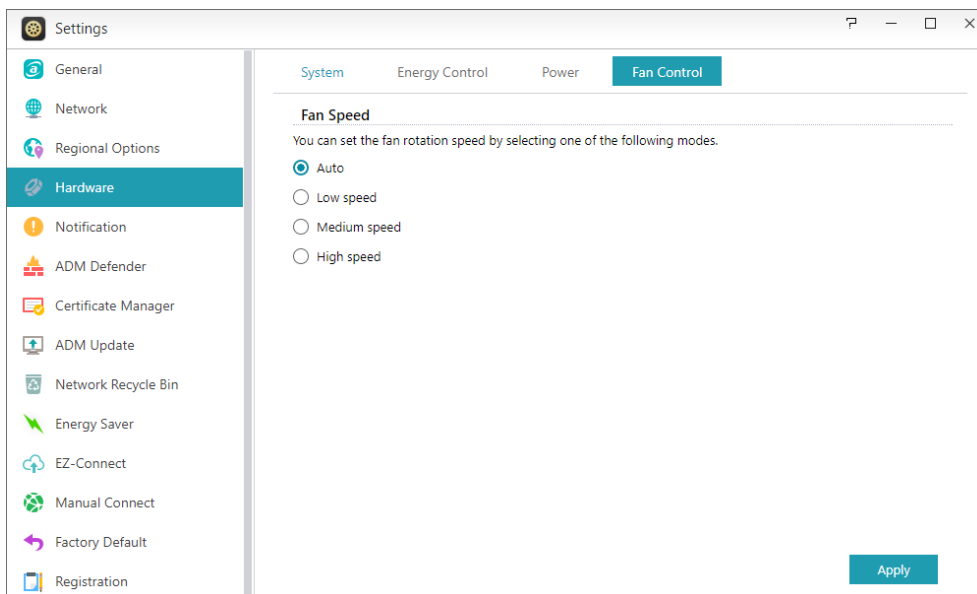 Settings
General
Network
Regional Options
Hardware
Notification
ADM Defender
Certificate Manager
ADM Update
Network Recycle Bin
Energy Saver
EZ-Connect
Manual Connect
Factory Default
Registration
System Energy Control Power Fan Control
Fan Speed
You can set the fan rotation speed by selecting one of the following modes.
Auto
Low speed
Medium speed
High speed
Apply